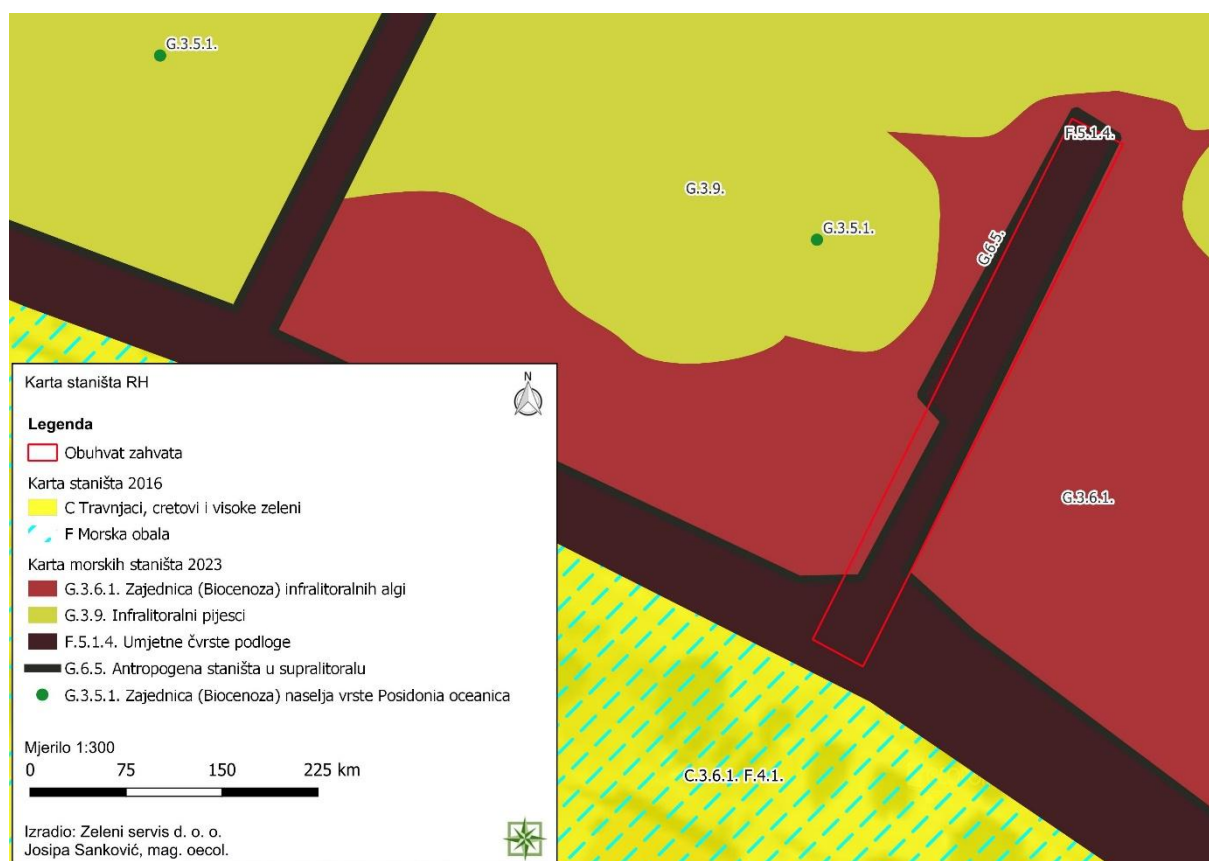 G.3.5.1.
F.5.1.4.
G.3.9.
G.3.5.1.
G.6.5.
G.3.6.1.
C.3.6.1. F.4.1.
Karta staništa RH
N
Legenda
Obuhvat zahvata
Karta staništa 2016
C Travnjaci, cretovi i visoke zeleni
F Morska obala
Karta morskih staništa 2023
G.3.6.1. Zajednica (Biocenoza) infralitoralnih algi
G.3.9. Infralitoralni pijesci
F.5.1.4. Umjetne čvrste podloge
G.6.5. Antropogena staništa u supralitoralu
G.3.5.1. Zajednica (Biocenoza) naselja vrste Posidonia oceanica
Mjerilo 1:300
0 75 150 225 km
Izradio: Zeleni servis d. o. o.
Josipa Sanković, mag. oecol.